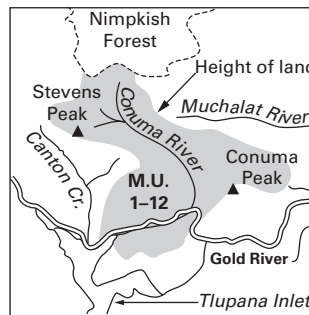 Nimpkish
Forest
Height of land
Stevens
Peak
Conuma River
Muchalat River
Canton Cr.
Conuma
Peak
M.U.
1–12
Gold River
Tlupana Inlet